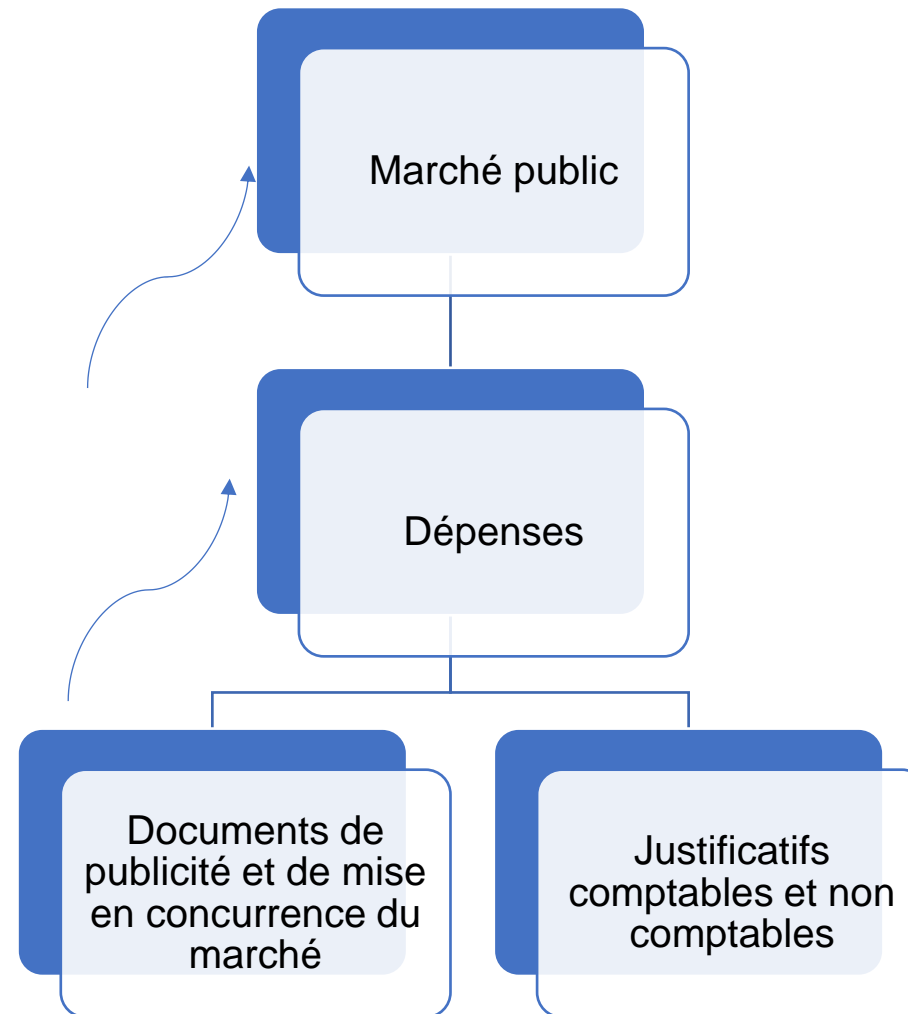 Marché public
Dépenses
Documents de
publicité et de mise
en concurrence du
marché
Justificatifs
comptables et non
comptables